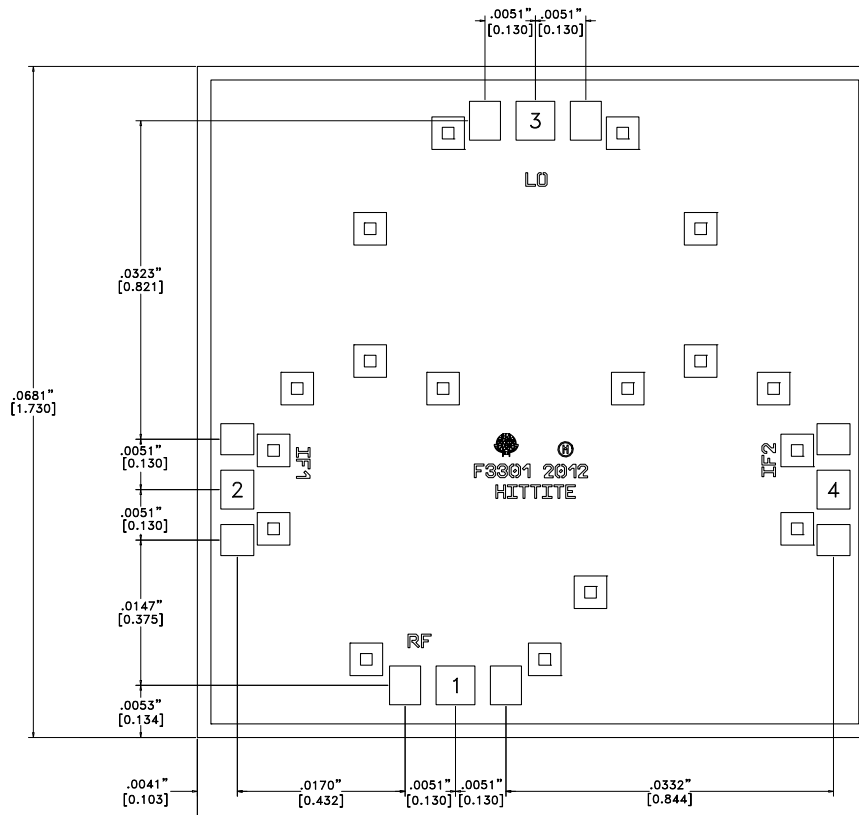 .0051" .0051"
[0.130] [0.130]
3
LO
.0323"
[0.821]
.0681"
[1.730]
.0051"
[0.130]
IF1
IF2
F3301 2012
HITTITE
2
4
.0051"
[0.130]
.0147"
[0.375]
RF
1
.0053"
[0.134]
.0041" .0170" .0051" .0051" .0332"
[0.103] [0.432] [0.130] [0.130] [0.844]